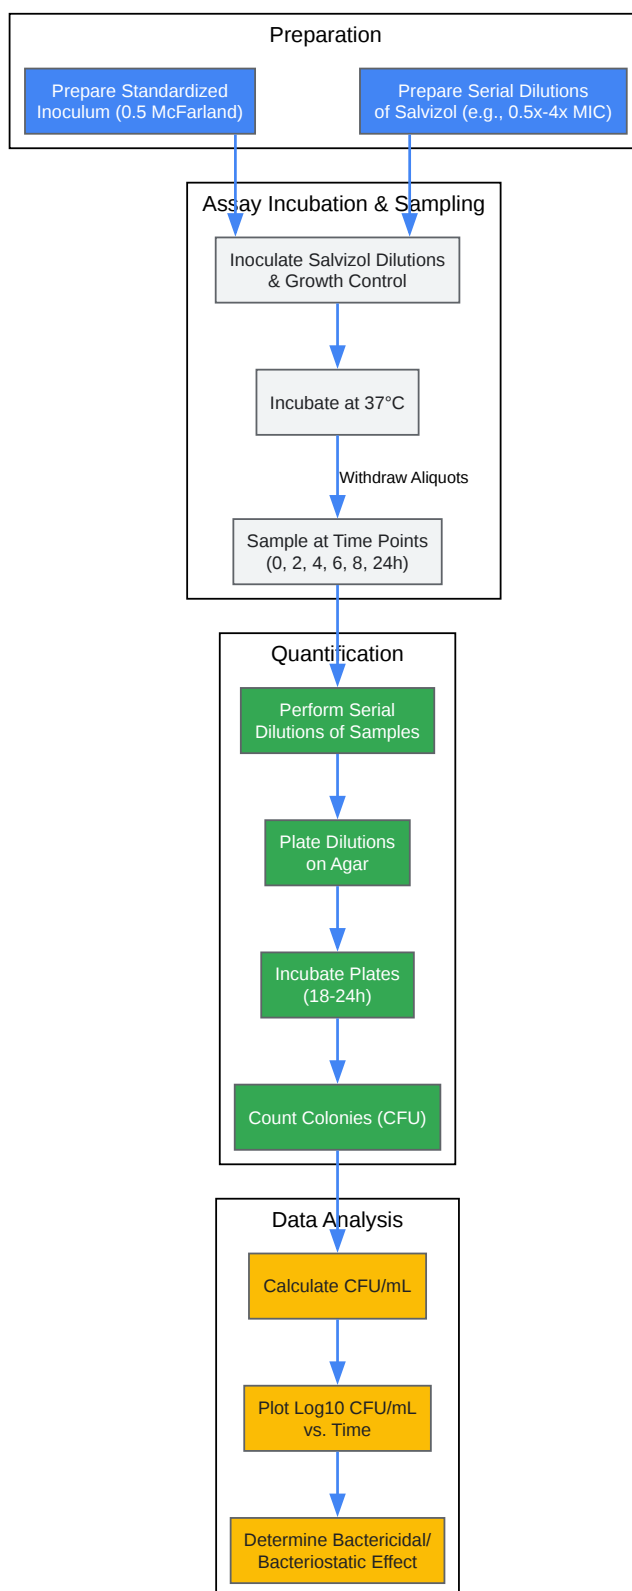 Preparation
Prepare Standardized
Inoculum (0.5 McFarland)
Prepare Serial Dilutions
of Salvizol (e.g., 0.5x-4x MIC)
Assay Incubation & Sampling
Inoculate Salvizol Dilutions
& Growth Control
Incubate at 37°C
Withdraw Aliquots
Sample at Time Points
(0, 2, 4, 6, 8, 24h)
Quantification
Perform Serial
Dilutions of Samples
Plate Dilutions
on Agar
Incubate Plates
(18-24h)
Count Colonies (CFU)
Data Analysis
Calculate CFU/mL
Plot Log10 CFU/mL
vs. Time
Determine Bactericidal/
Bacteriostatic Effect